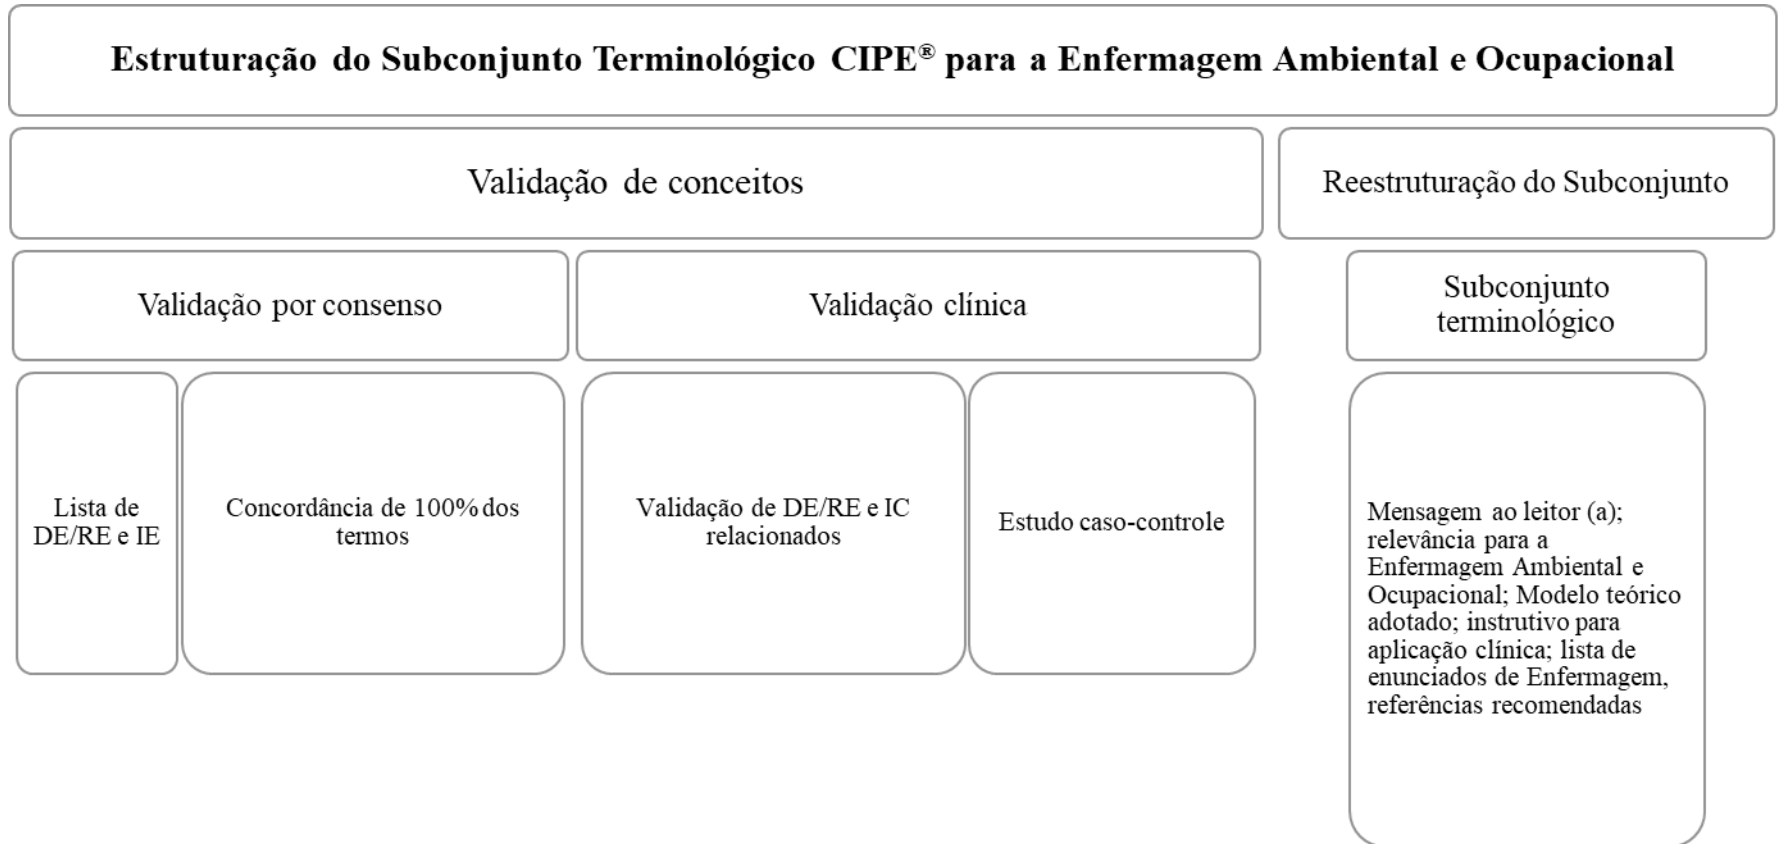 Estruturação do Subconjunto Terminológico CIPE® para a Enfermagem Ambiental e Ocupacional
Validação de conceitos
Reestruturação do Subconjunto
Validação por consenso
Validação clínica
Subconjunto
terminológico
Lista de
DE/RE e IE
Concordância de 100% dos
termos
Validação de DE/RE e IC
relacionados
Estudo caso-controle
Mensagem ao leitor (a);
relevância para a
Enfermagem Ambiental e
Ocupacional; Modelo teórico
adotado; instrutivo para
aplicação clínica; lista de
enunciados de Enfermagem,
referências recomendadas